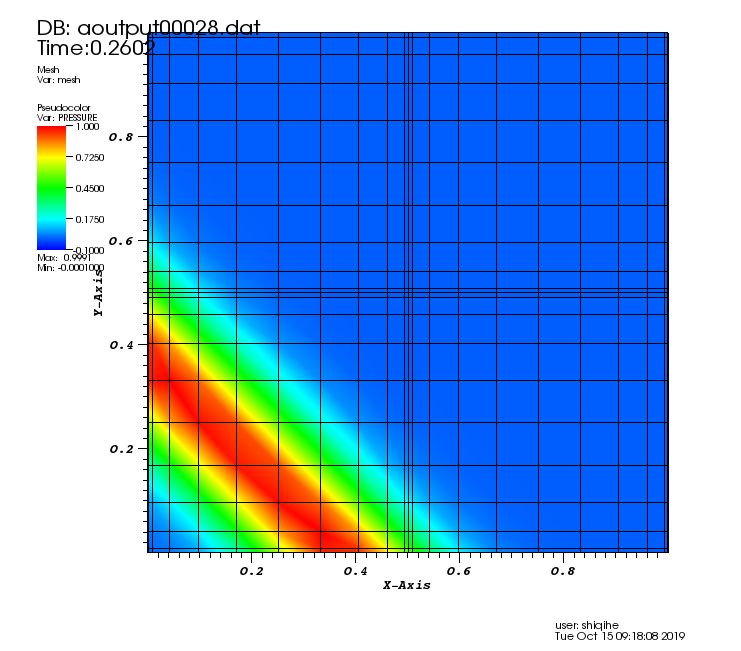 DB: aoutput00028.dat
Time:0.2602
Mesh
Var: mesh
Pseudocolor
Var: PRESSURE
1.000
0.7250
0.4500
0.1750
-0.1000
Max: 0.9991
Min: -0.0001000
Y-Axis
0.8
0.6
0.4
0.2
0.2 0.4 0.6 0.8
X-Axis
user: shiqihe
Tue Oct 15 09:18:08 2019